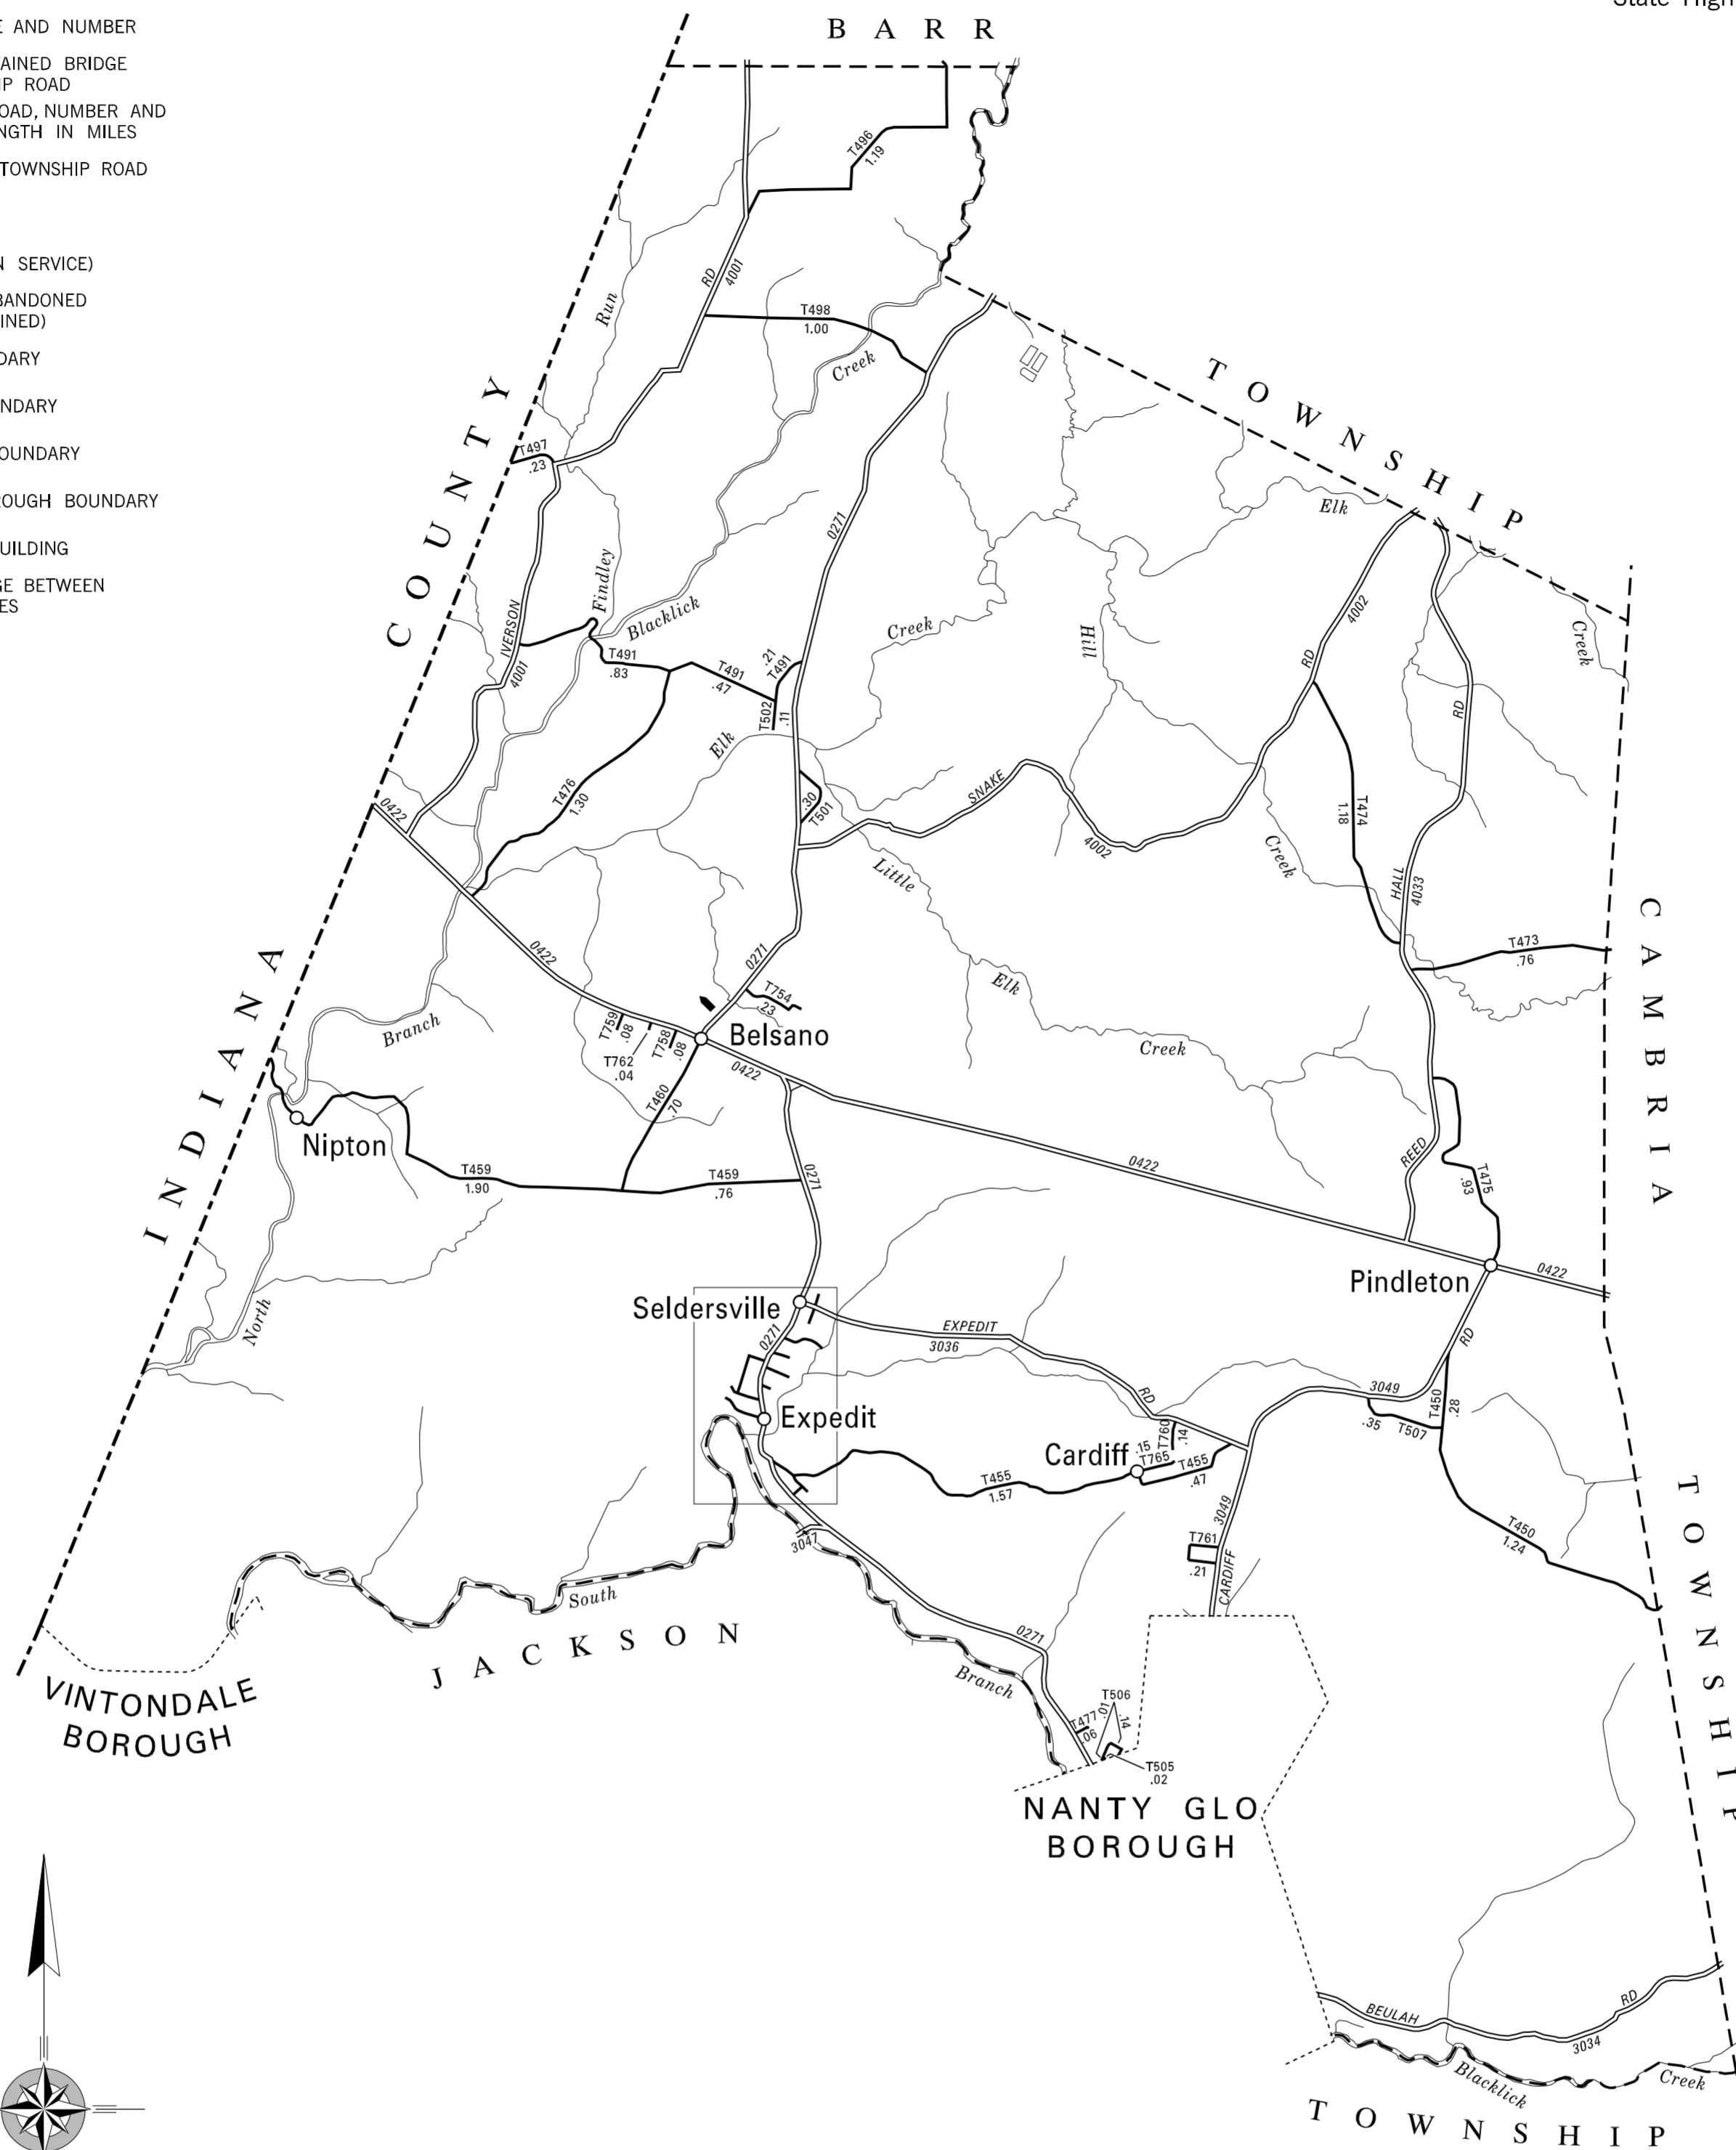 E AND NUMBER
AINED BRIDGE
IP ROAD
OAD, NUMBER AND
NGTH IN MILES
TOWNSHIP ROAD
N SERVICE)
BANDONED
INED)
DARY
NDARY
OUNDARY
ROUGH BOUNDARY
UILDING
GE BETWEEN
ES
State High
BARR
TOWNSHIP
COUNTY
INDIANA
CAMBRIA
TOWNSHIP
T496
1.19
RD
4001
Run
T498
1.00
Creek
T497
.23
0271
Elk
Findley
Blacklick
IVERSON
4001
Creek
Hill
RD
4002
Creek
T491
.83
T491
.47
.21
T491
T502
.11
RD
Elk
T476
1.30
0422
.30
T501
SNAKE
4002
T474
1.18
Little
Creek
HALL
4033
0422
0271
T473
.76
Elk
T754
.23
Belsano
Branch
T759
.08
T762
.04
T758
.08
Creek
0422
T460
.70
Nipton
T459
1.90
T459
.76
0271
0422
REED
T475
.93
Pindleton
0422
North
Seldersville
0271
EXPEDIT
3036
RD
RD
3049
T450
.28
.35
T507
Expedit
Cardiff
.15
T765
T760
.14
T455
.47
T455
1.57
3049
T761
.21
CARDIFF
T450
1.24
3047
South
JACKSON
0271
Branch
VINTONDALE
BOROUGH
T506
.01
.14
T477
.06
T505
.02
NANTY GLO
BOROUGH
BEULAH
RD
3034
Blacklick
Creek
TOWNSHIP